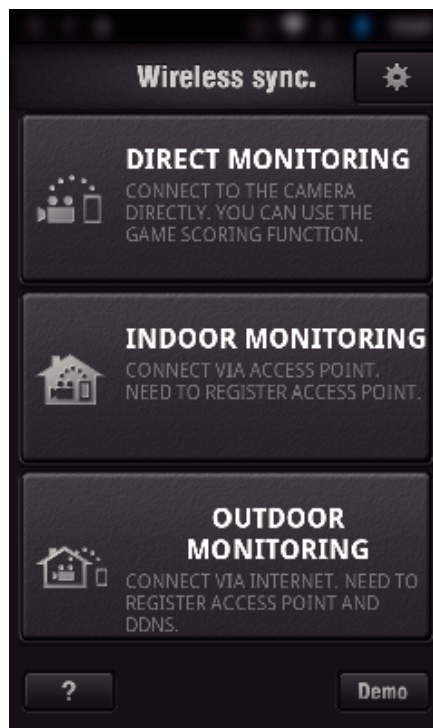 Wireless sync.
DIRECT MONITORING
CONNECT TO THE CAMERA
DIRECTLY. YOU CAN USE THE
GAME SCORING FUNCTION.
INDOOR MONITORING
CONNECT VIA ACCESS POINT.
NEED TO REGISTER ACCESS POINT.
OUTDOOR
MONITORING
CONNECT VIA INTERNET. NEED TO
REGISTER ACCESS POINT AND
DDNS.
?
Demo